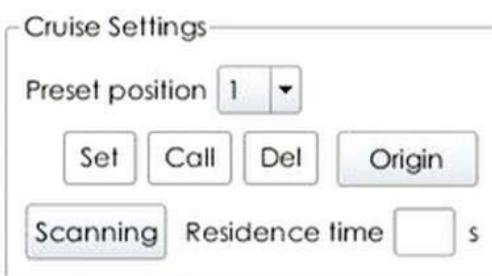 Cruise Settings
Preset position 1
Set Call Del Origin
Scanning Residence time s